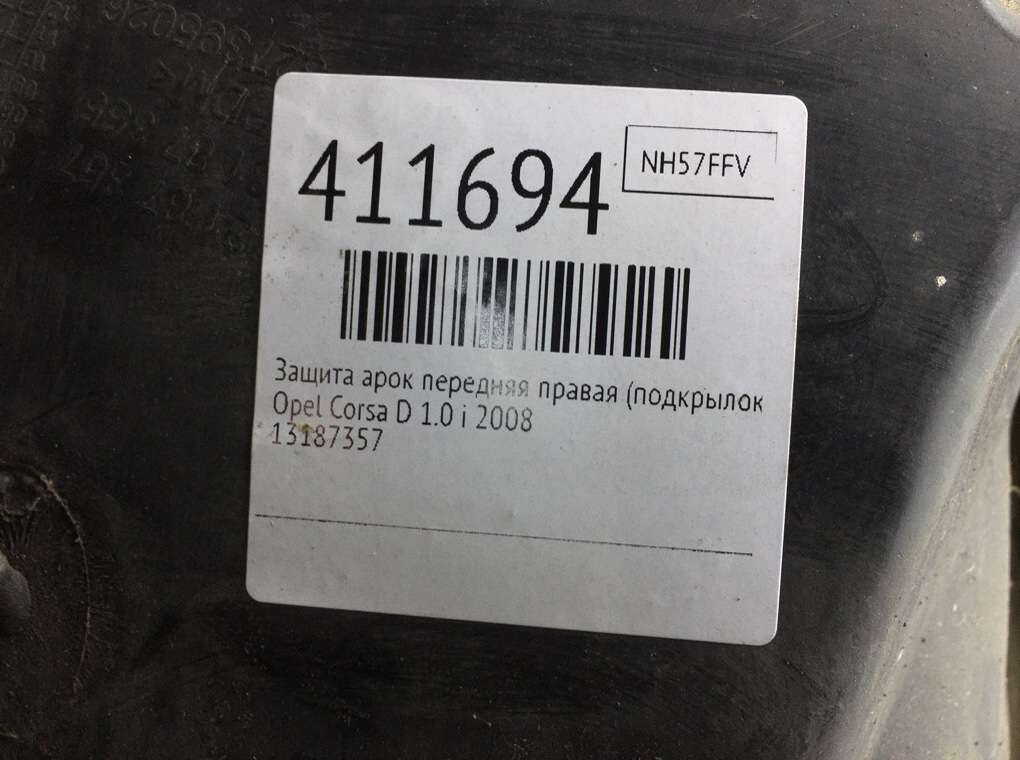 411694
NH57FFV
Защита арок передняя правая (подкрылок
Opel Corsa D 1.0 i 2008
13187357